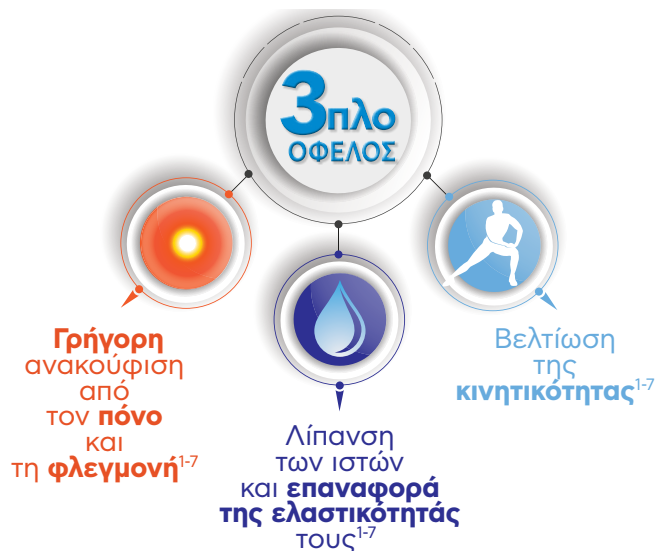 3πλο
ΟΦΕΛΟΣ
Γρήγορη
ανακούφιση
από
τον πόνο
και
τη φλεγμονή1-7
Λίπανση
των ιστών
και επαναφορά
της ελαστικότητάς
τους1-7
Βελτίωση
της
κινητικότητας1-7